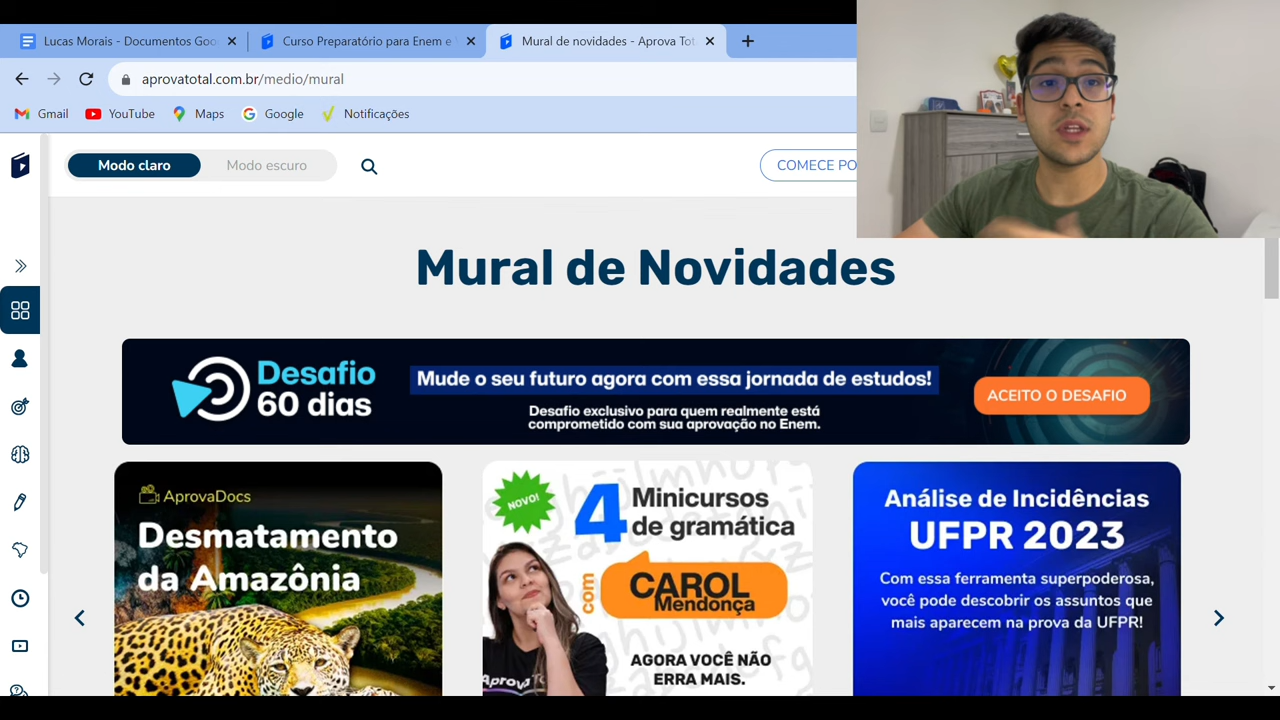 Lucas Morais - Documentos Goo
Curso Preparatório para Enem e
Mural de novidades - Aprova Tot
aprovatotal.com.br/medio/mural
Gmail
YouTube
Maps
Google
Notificações
Modo claro
Modo escuro
COMECE PO
Mural de Novidades
Desafio
60 dias
Mude o seu futuro agora com essa jornada de estudos!
Desafio exclusivo para quem realmente está
comprometido com sua aprovação no Enem.
ACEITO O DESAFIO
AprovaDocs
Desmatamento
da Amazônia
NOVO!
4 Minicursos
de gramática
com
CAROL
Mendonça
AGORA VOCÊ NÃO
ERRA MAIS.
Aprova
Análise de Incidências
UFPR 2023
Com essa ferramenta superpoderosa,
você pode descobrir os assuntos que
mais aparecem na prova da UFPR!